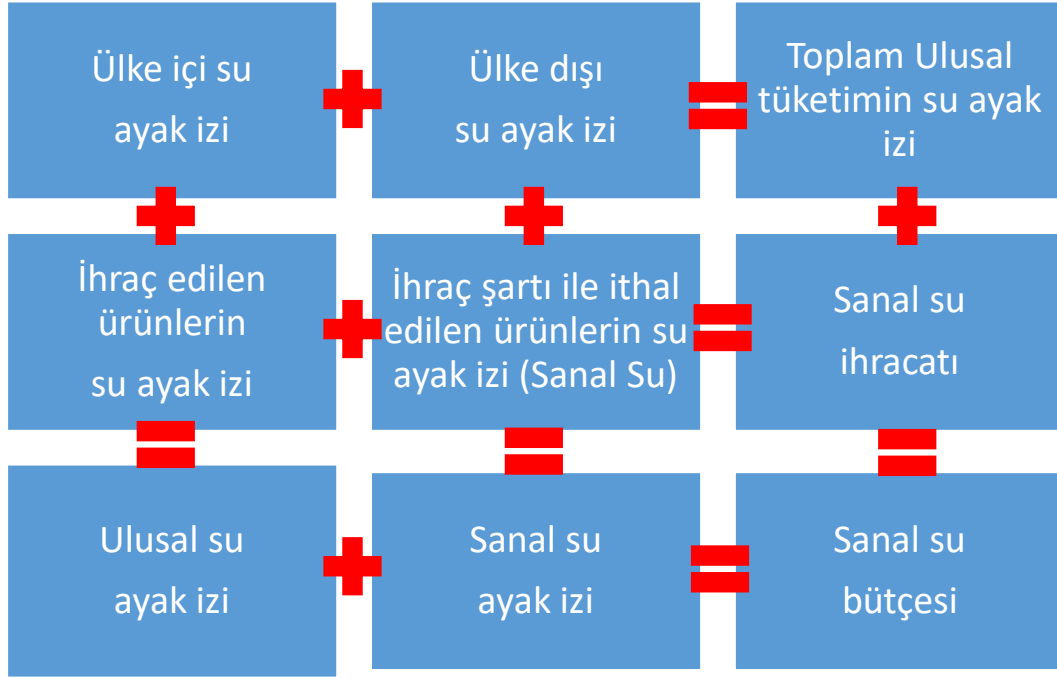 Ülke içi su
ayak izi
Ülke dışı
su ayak izi
Toplam Ulusal
tüketimin su ayak
izi
İhraç edilen
ürünlerin
su ayak izi
İhraç şartı ile ithal
edilen ürünlerin su
ayak izi (Sanal Su)
Sanal su
ihracatı
Ulusal su
ayak izi
Sanal su
ayak izi
Sanal su
bütçesi